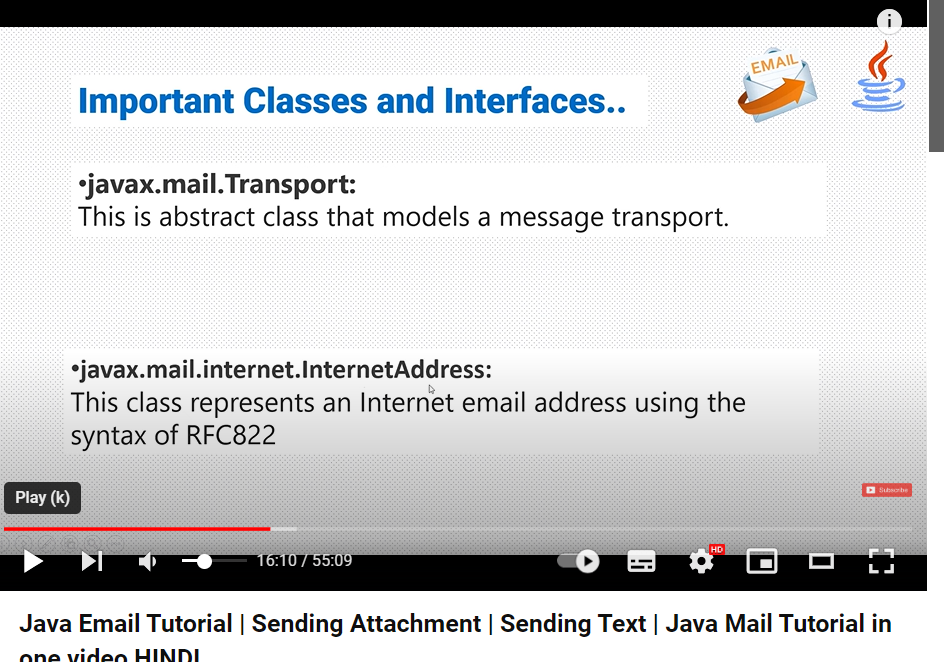 EMAIL
Important Classes and Interfaces..
•javax.mail.Transport:
This is abstract class that models a message transport.
•javax.mail.internet.InternetAddress:
This class represents an Internet email address using the
syntax of RFC822
Subscribe
Play (k)
16:10 / 55:09
HD
Java Email Tutorial | Sending Attachment | Sending Text | Java Mail Tutorial in
one video HINDI